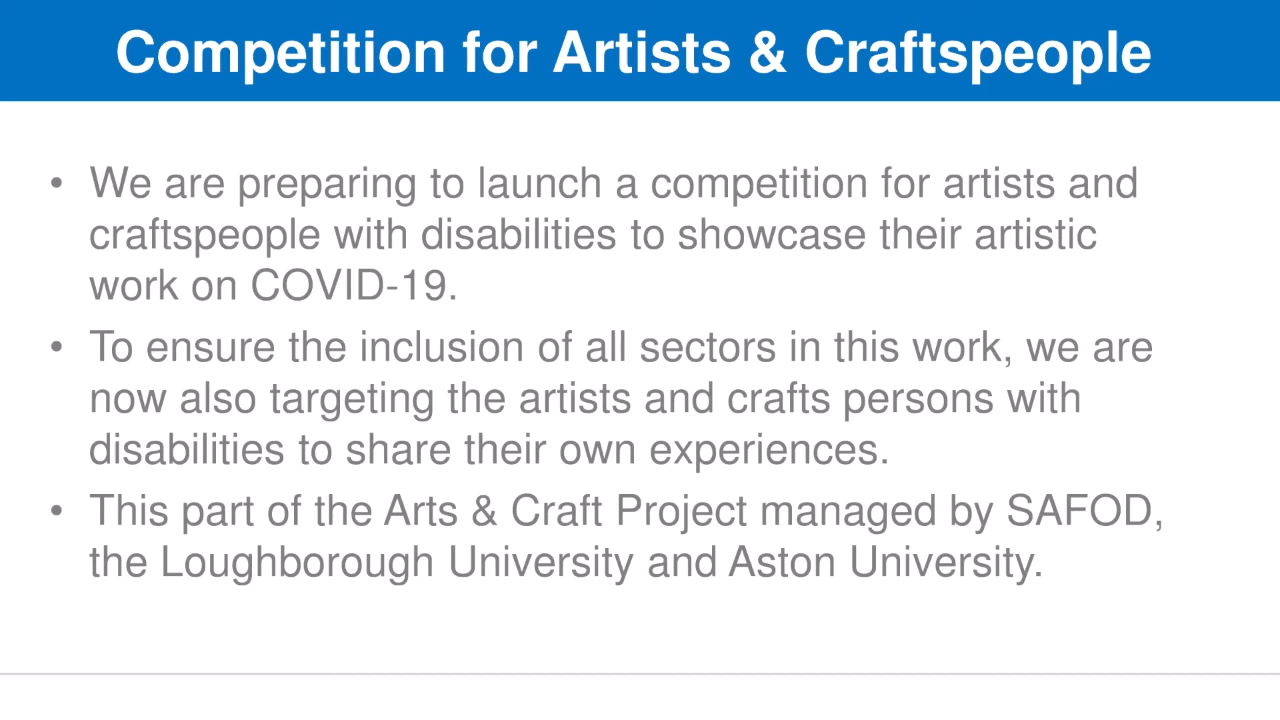 Competition for Artists & Craftspeople
• We are preparing to launch a competition for artists and
craftspeople with disabilities to showcase their artistic
work on COVID-19.
• To ensure the inclusion of all sectors in this work, we are
now also targeting the artists and crafts persons with
disabilities to share their own experiences.
• This part of the Arts & Craft Project managed by SAFOD,
the Loughborough University and Aston University.